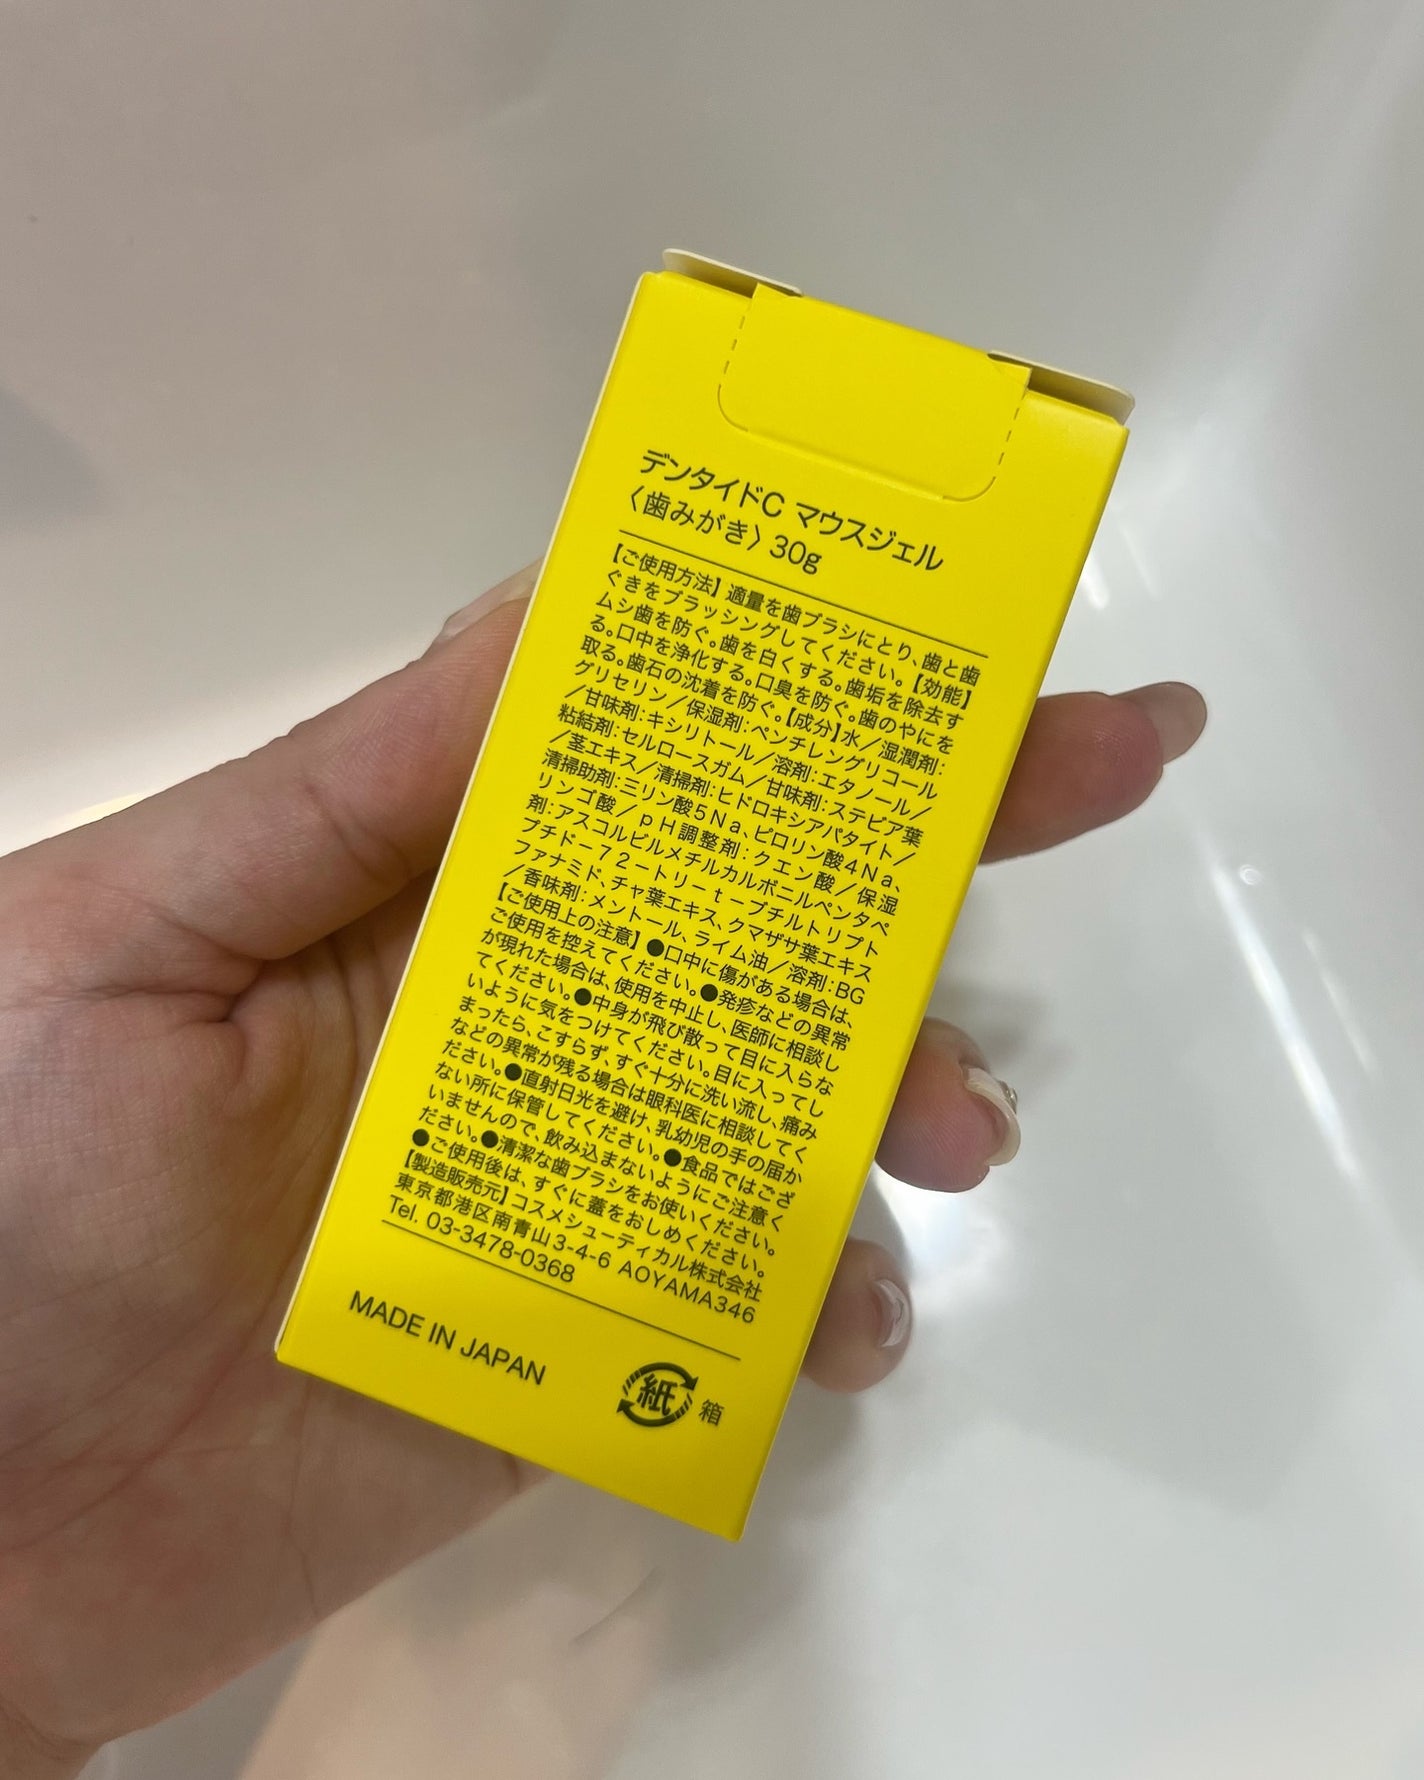 デンタイドC マウスジェル
〈歯みがき〉 30g
【ご使用方法】適量を歯ブラシにとり、歯と歯
ぐきをブラッシングしてください。【効能】
ムシ歯を防ぐ。歯を白くする。歯垢を除去す
る。口中を浄化する。口臭を防ぐ。歯のやにを
取る。歯石の沈着を防ぐ。【成分】水／湿潤剤:
グリセリン／保湿剤:ペンチレングリコール
／甘味剤:キシリトール／溶剤:エタノール／
粘結剤:セルロースガム／甘味剤:ステビア葉
／茎エキス／清掃剤:ヒドロキシアパタイト／
清掃助剤:三リン酸5Na、ピロリン酸4Na、
リンゴ酸／pH調整剤:クエン酸／保湿
剤:アスコルビルメチルカルボニルペンタペ
プチドー72ートリーtーブチルトリプト
ファナミド、チャ葉エキス、クマザサ葉エキス
／香味剤:メントール、ライム油／溶剤:BG
【ご使用上の注意】●口中に傷がある場合は、
ご使用を控えてください。●発疹などの異常
が現れた場合は、使用を中止し、医師に相談し
てください。●中身が飛び散って目に入らな
いように気をつけてください。目に入ってし
まったら、こすらず、すぐ十分に洗い流し、痛み
などの異常が残る場合は眼科医に相談してく
ださい。●直射日光を避け、乳幼児の手の届か
ない所に保管してください。●食品ではござ
いませんので、飲み込まないようにご注意く
ださい。●清潔な歯ブラシをお使いください。
●ご使用後は、すぐに蓋をおしめください。
【製造販売元】コスメシューティカル株式会社
東京都港区南青山3-4-6 AOYAMA346
Tel. 03-3478-0368
MADE IN JAPAN
紙 箱